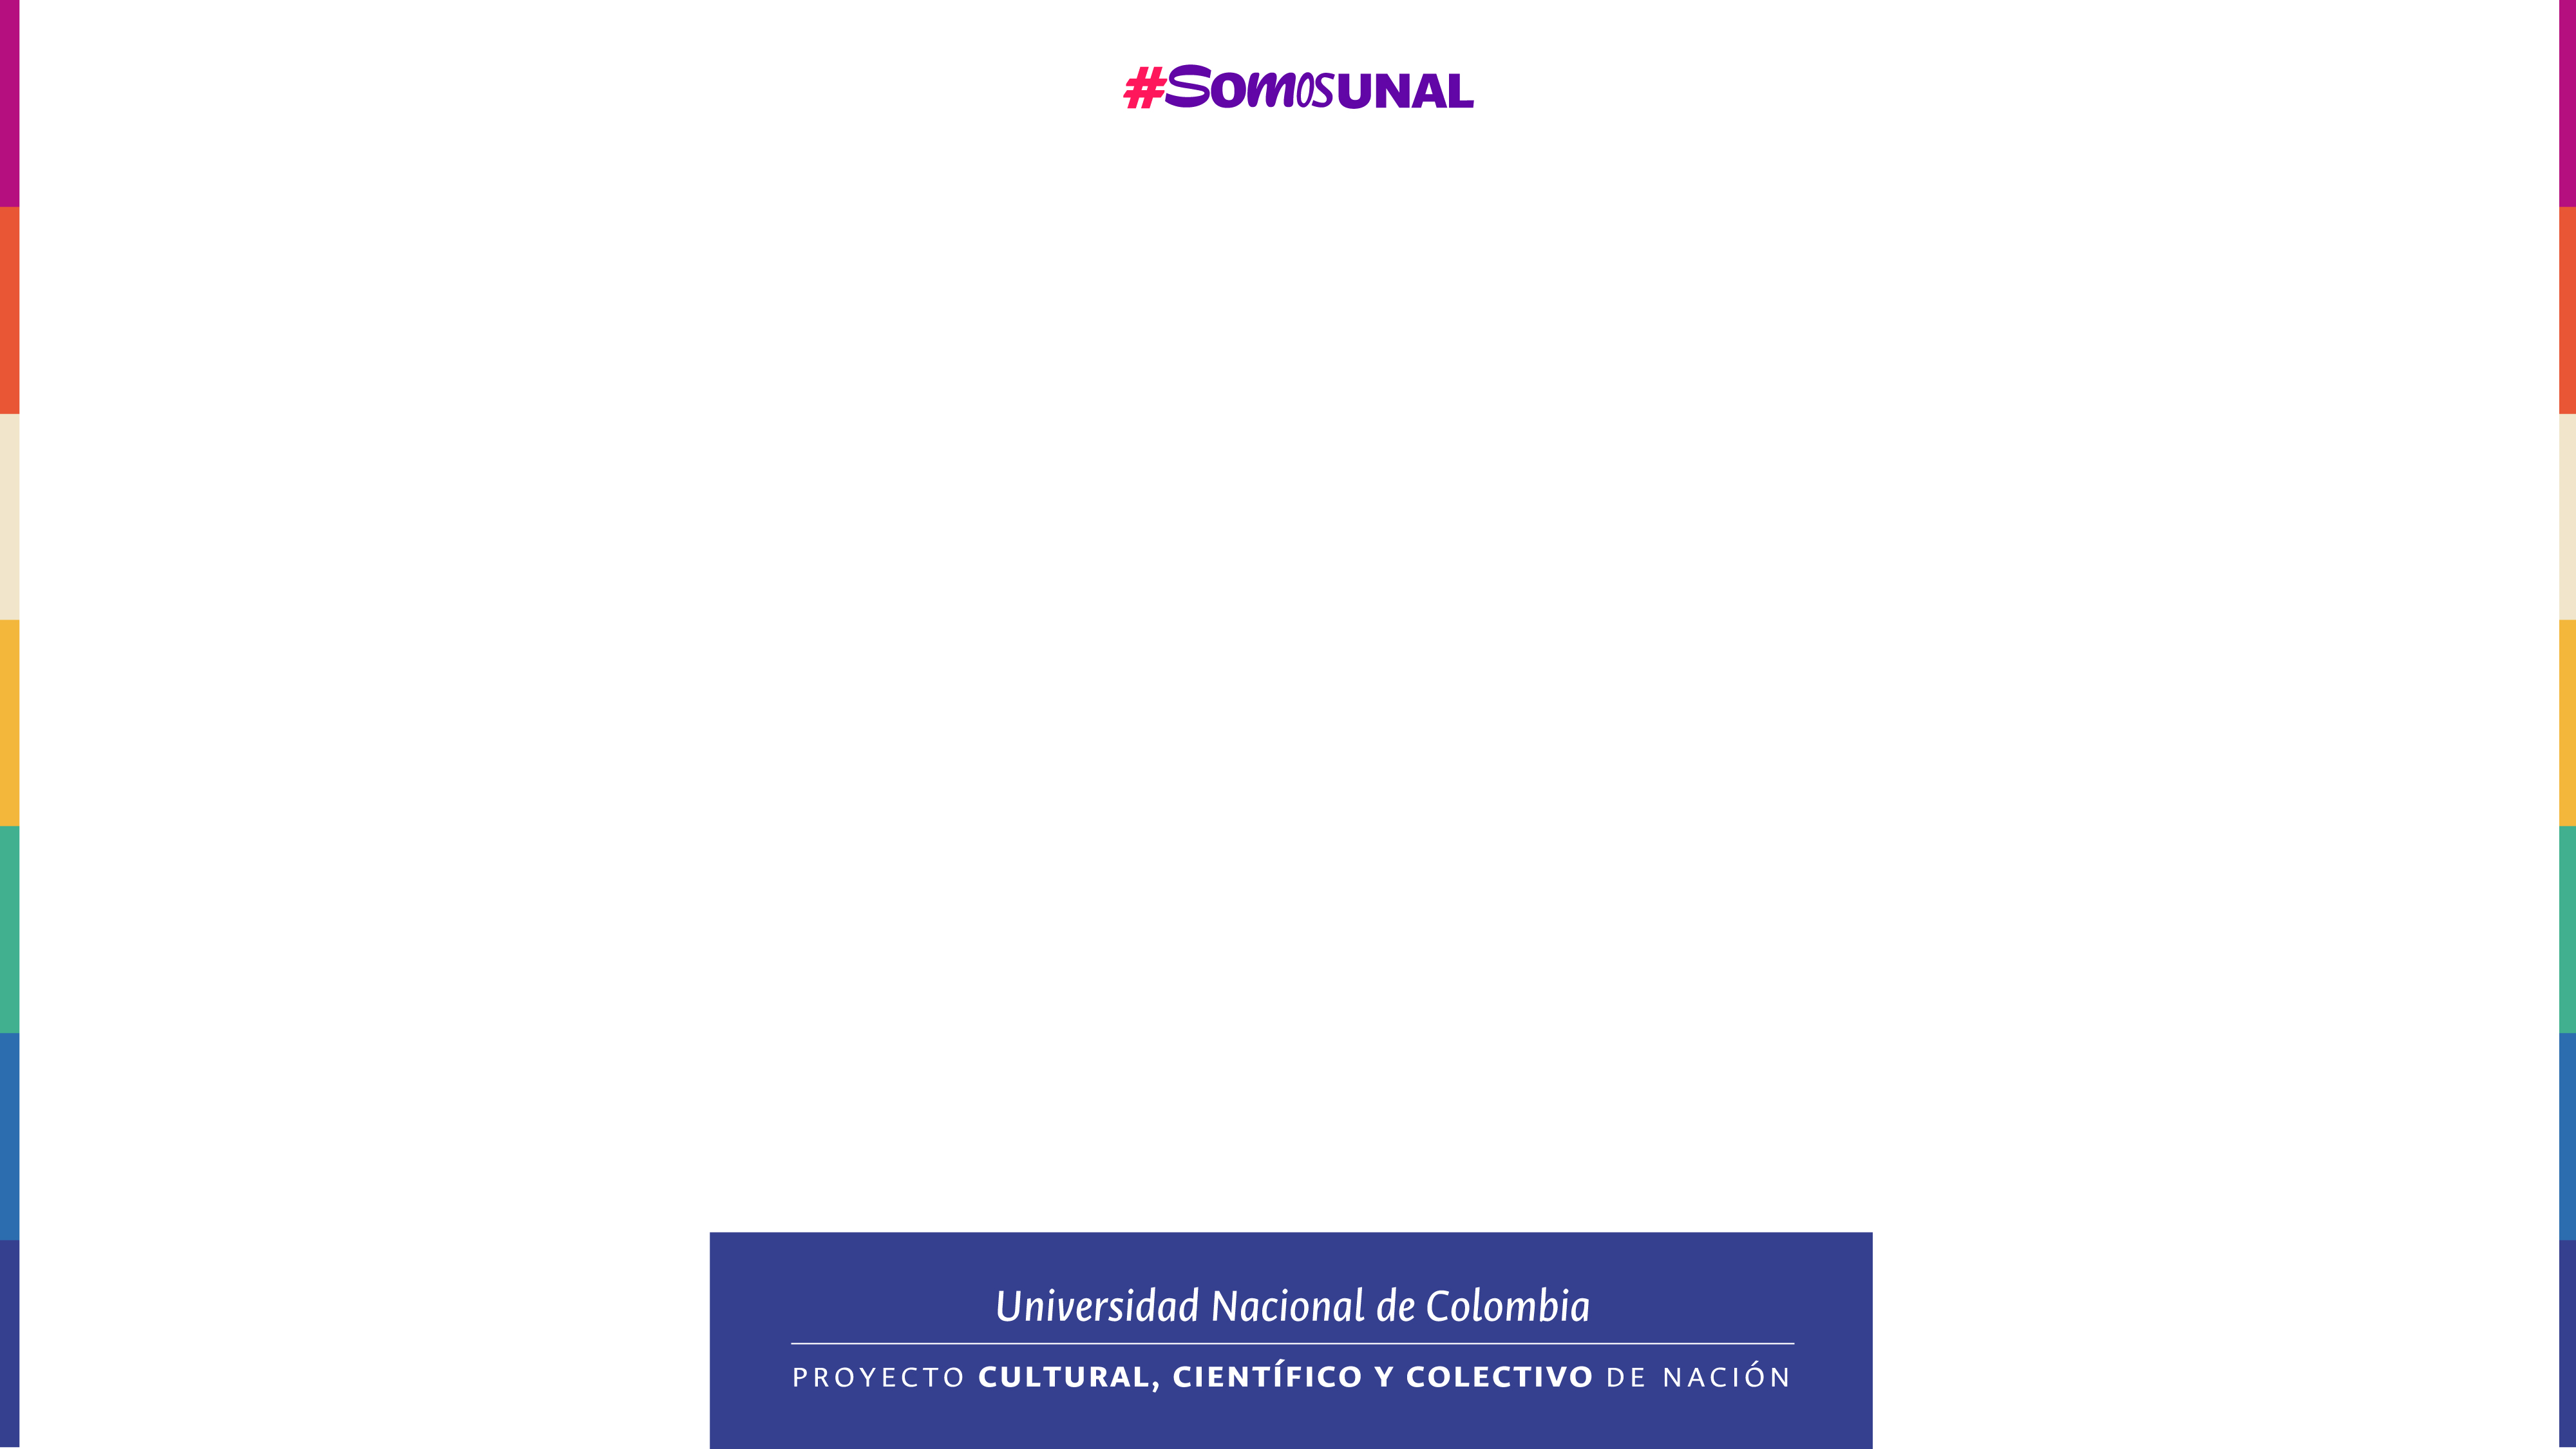 #SomosUNAL
Universidad Nacional de Colombia
PROYECTO CULTURAL, CIENTÍFICO Y COLECTIVO DE NACIÓN